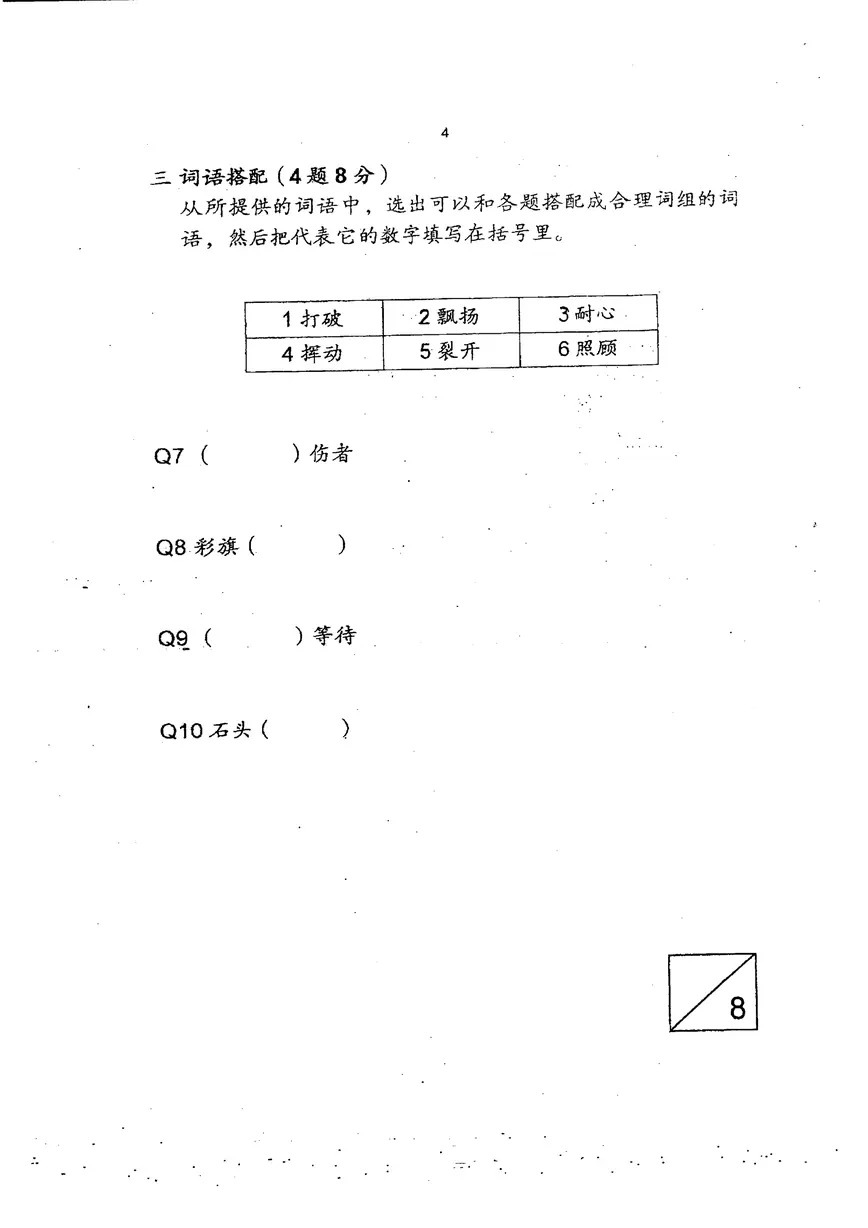 4
三 词语搭配（4 题 8 分）
从所提供的词语中，选出可以和各题搭配成合理词组的词
语，然后把代表它的数字填写在括号里。
1 打破 2 飘扬 3 耐心
4 挥动 5 裂开 6 照顾
Q7 （ ）伤者
Q8 彩旗（ ）
Q9 （ ）等待
Q10 石头（ ）
8